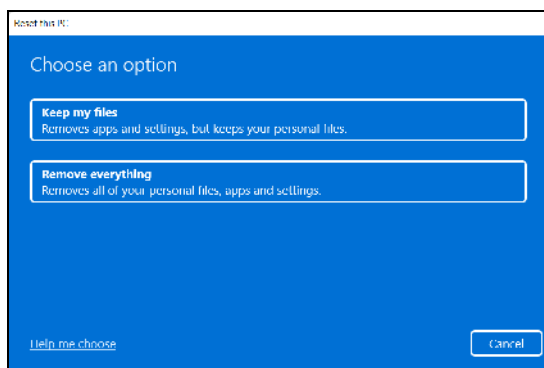 Reset this PC
Choose an option
Keep my files
Removes apps and settings, but keeps your personal files.
Remove everything
Removes all of your personal files, apps and settings.
Help me choose
Cancel